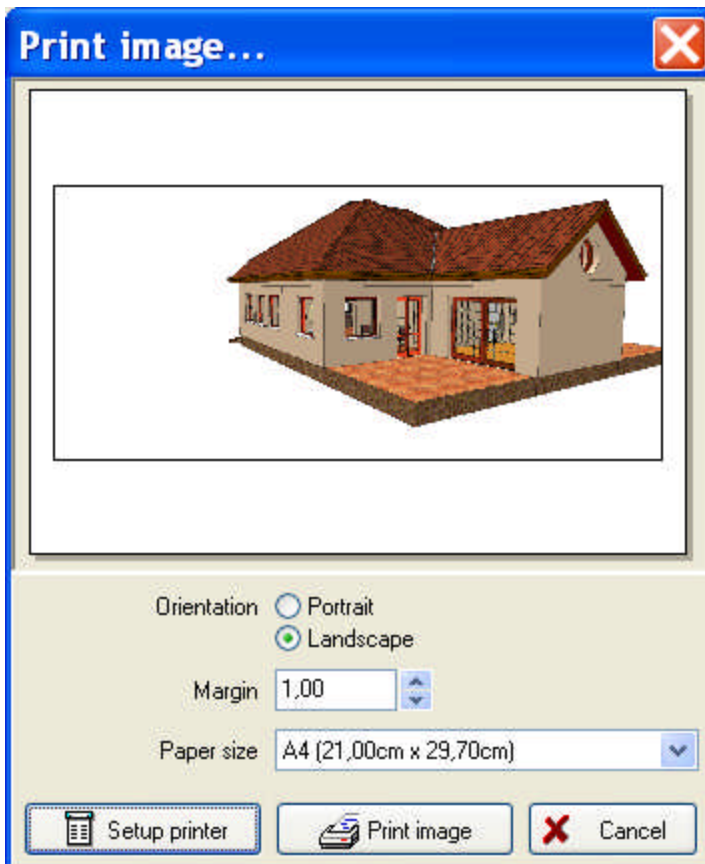 Print image...
Orientation
Portrait
Landscape
Margin
1,00
Paper size
A4 (21,00cm x 29,70cm)
Setup printer
Print image
Cancel